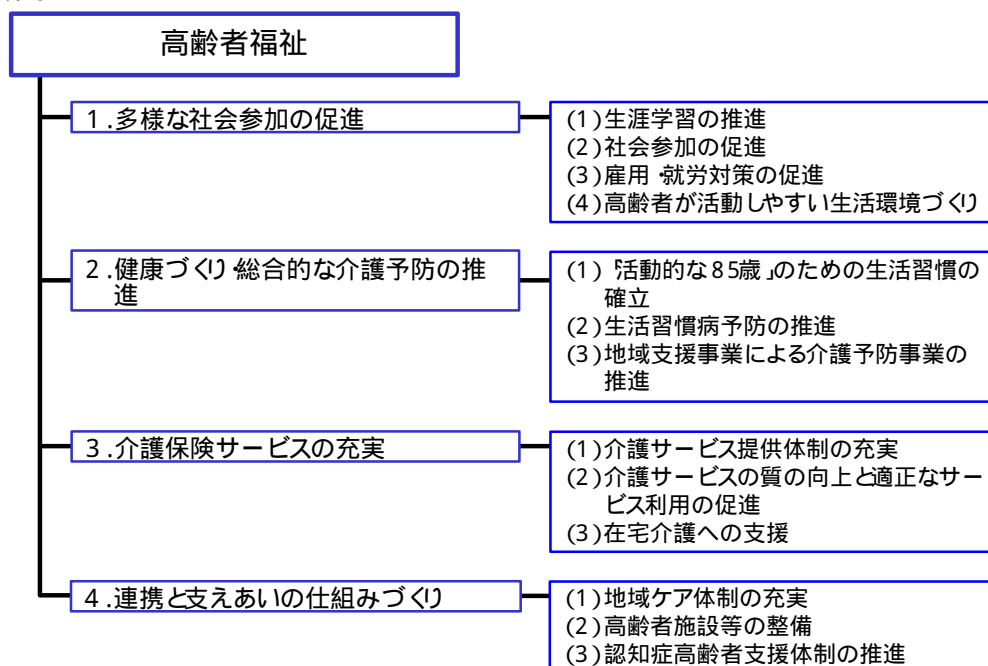 高齢者福祉
1.多様な社会参加の促進
(1)生涯学習の推進
(2)社会参加の促進
(3)雇用・就労対策の促進
(4)高齢者が活動しやすい生活環境づくり
2.健康づくり・総合的な介護予防の推
進
(1)「活動的な85歳」のための生活習慣の
確立
(2)生活習慣病予防の推進
(3)地域支援事業による介護予防事業の
推進
3.介護保険サービスの充実
(1)介護サービス提供体制の充実
(2)介護サービスの質の向上と適正なサー
ビス利用の促進
(3)在宅介護への支援
4.連携と支えあいの仕組みづくり
(1)地域ケア体制の充実
(2)高齢者施設等の整備
(3)認知症高齢者支援体制の推進